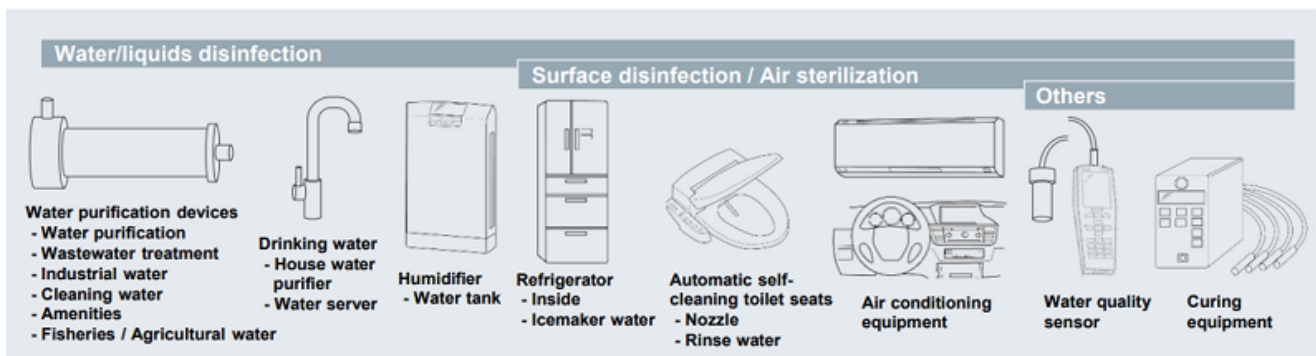 Water/liquids disinfection
Surface disinfection / Air sterilization
Others
Water purification devices
- Water purification
- Wastewater treatment
- Industrial water
- Cleaning water
- Amenities
- Fisheries / Agricultural water
Drinking water
- House water
purifier
- Water server
Humidifier
- Water tank
Refrigerator
- Inside
- Icemaker water
Automatic self-
cleaning toilet seats
- Nozzle
- Rinse water
Air conditioning
equipment
Water quality
sensor
Curing
equipment